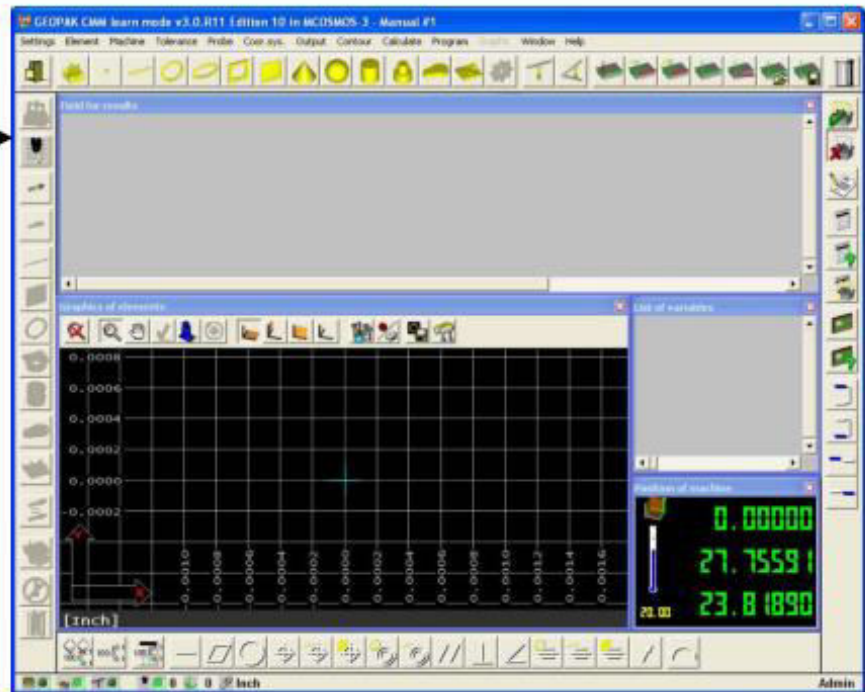 GEOPAK CMM learn mode v3.0.R11 Edition 10 in MCOSMOS-3 - Manual #1
Settings Element Machine Tolerance Probe Coor.sys. Output Contour Calculate Program Graphic Window Help
Field for results
Graphics of elements
List of variables
0.0008
0.0006
0.0004
0.0002
0.0000
-0.0002
-0.0010 -0.0008 -0.0006 -0.0004 -0.0002 0.0000 0.0002 0.0004 0.0006 0.0008 0.0010 0.0012 0.0014 0.0016
Y
X
[inch]
Position of machine
0.00000
27.75591
23.81890
20.00
0 0 Inch Admin